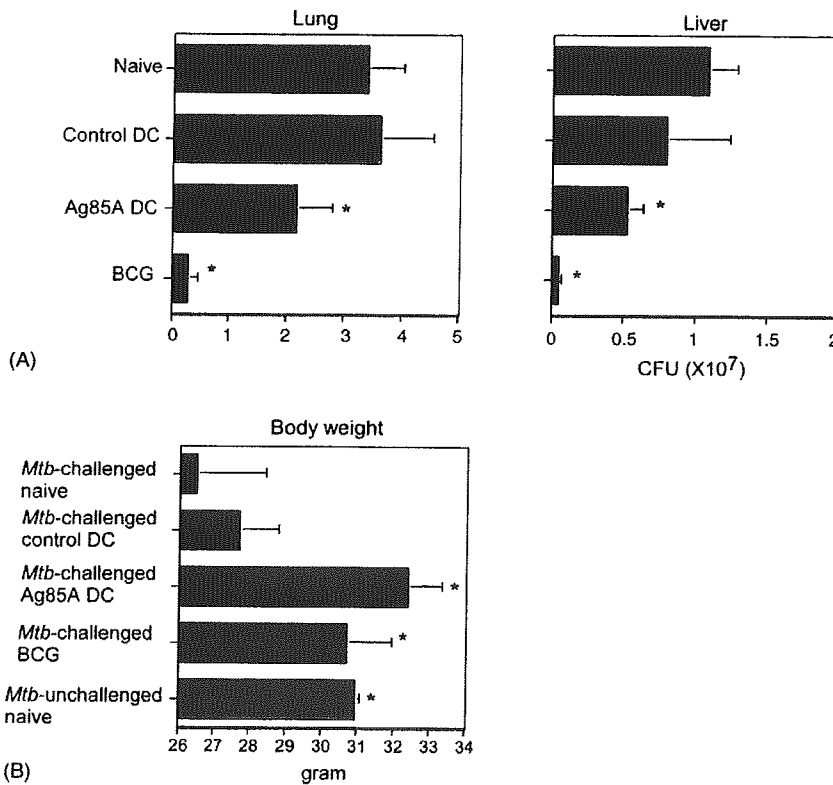 Lung
Liver
Naive
Control DC
Ag85A DC
BCG
*
*
*
*
0 1 2 3 4 5
0 0.5 1 1.5 2
CFU (X10⁷)
(A)
Body weight
Mtb-challenged
naive
Mtb-challenged
control DC
Mtb-challenged
Ag85A DC
*
Mtb-challenged
BCG
*
Mtb-unchallenged
naive
*
26 27 28 29 30 31 32 33 34
gram
(B)